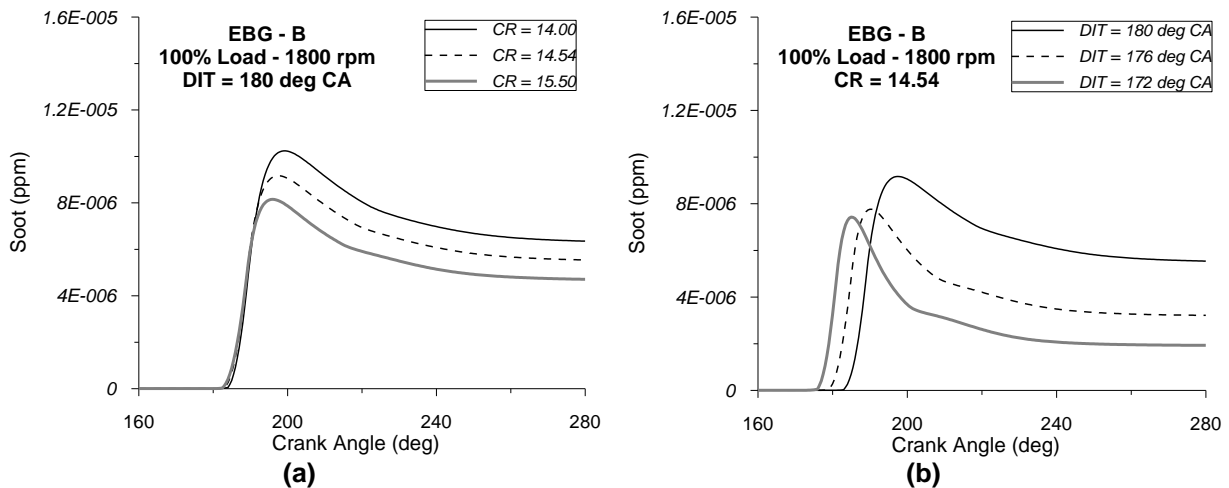 EBG - B
100% Load - 1800 rpm
DIT = 180 deg CA
CR = 14.00
CR = 14.54
CR = 15.50
1.6E-005
1.2E-005
8E-006
4E-006
0
Soot (ppm)
160
200
240
280
Crank Angle (deg)
(a)
EBG - B
100% Load - 1800 rpm
CR = 14.54
DIT = 180 deg CA
DIT = 176 deg CA
DIT = 172 deg CA
1.6E-005
1.2E-005
8E-006
4E-006
0
Soot (ppm)
160
200
240
280
Crank Angle (deg)
(b)